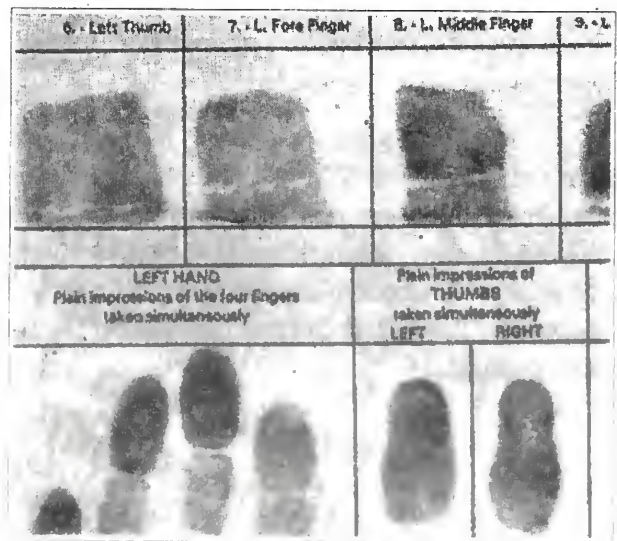 6. - Left Thumb
7. - L. Fore Finger
8. - L. Middle Finger
9. - L
LEFT HAND
Plain impressions of the four fingers
taken simultaneously
Plain impressions of
THUMBS
taken simultaneously
LEFT
RIGHT